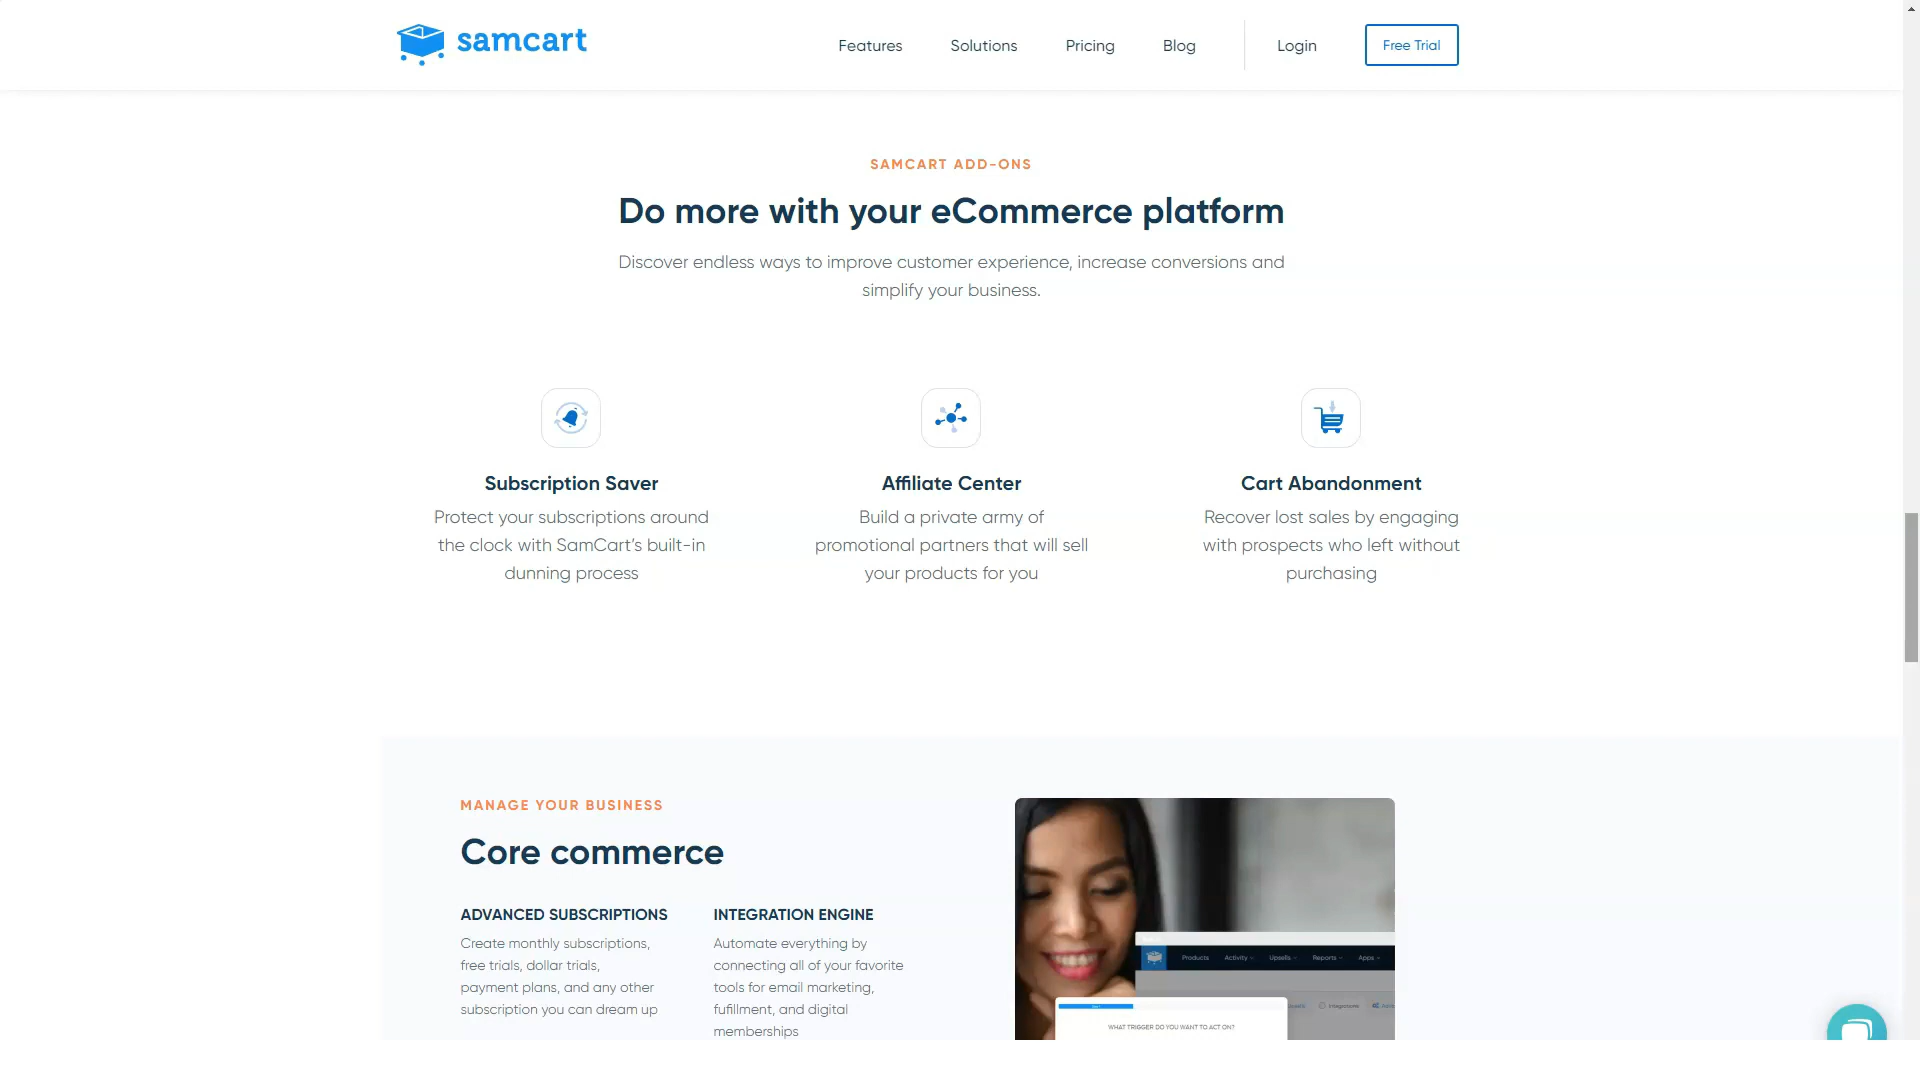 samcart
Features
Solutions
Pricing
Blog
Login
Free Trial
SAMCART ADD-ONS
Do more with your eCommerce platform
Discover endless ways to improve customer experience, increase conversions and
simplify your business.
Subscription Saver
Protect your subscriptions around
the clock with SamCart’s built-in
dunning process
Affiliate Center
Build a private army of
promotional partners that will sell
your products for you
Cart Abandonment
Recover lost sales by engaging
with prospects who left without
purchasing
MANAGE YOUR BUSINESS
Core commerce
ADVANCED SUBSCRIPTIONS
Create monthly subscriptions,
free trials, dollar trials,
payment plans, and any other
subscription you can dream up
INTEGRATION ENGINE
Automate everything by
connecting all of your favorite
tools for email marketing,
fufillment, and digital
memberships
Products
Activity
Upsells
Reports
Apps
Integrations
WHAT TRIGGER DO YOU WANT TO ACT ON?